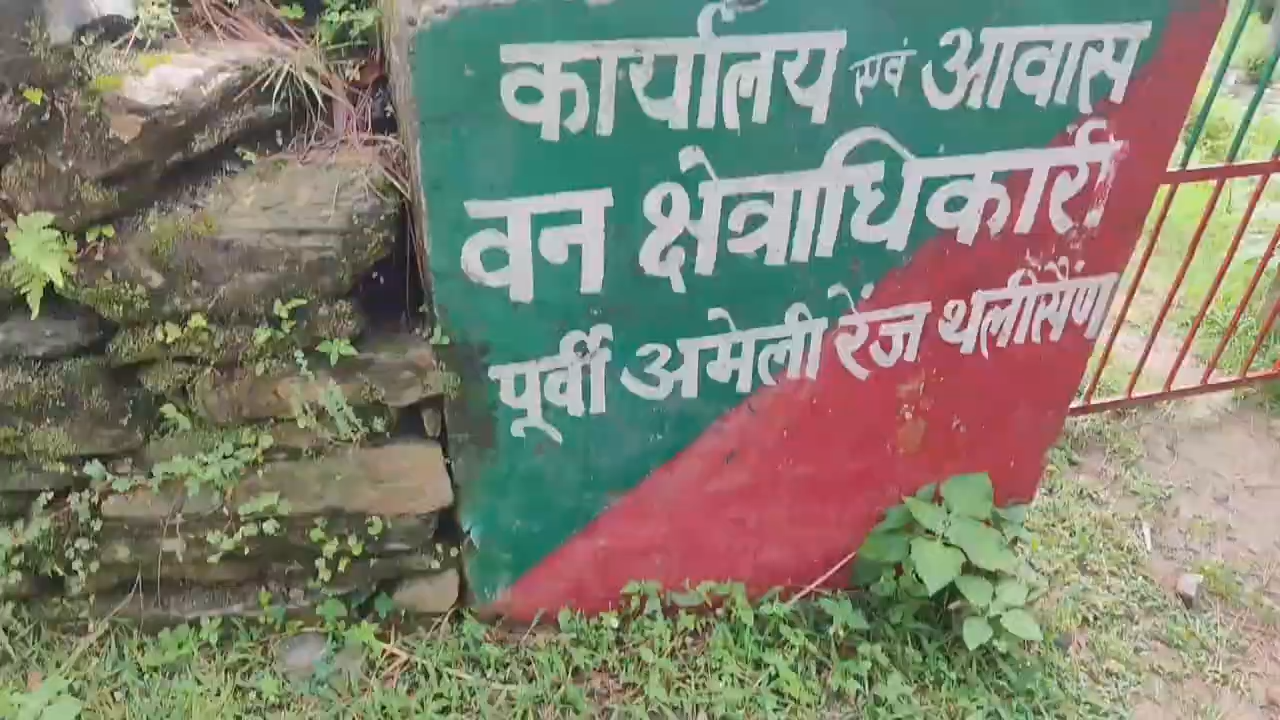 कार्यालय एवं आवास
वन क्षेत्राधिकारी
पूर्वी अमेली रेंज थलीसैंण